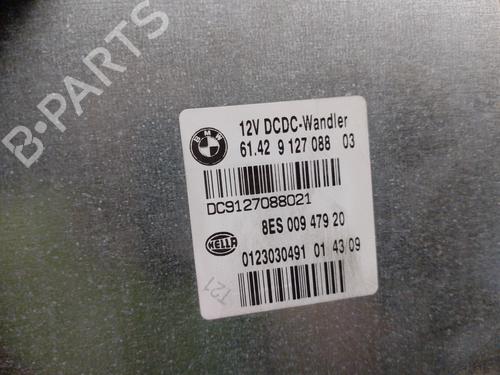 B-PARTS
BMW
12V DCDC-Wandler
61.42 9 127 088 03
DC9127088021
8ES 009 479 20
HELLA
0123030491 01 43 09
T21